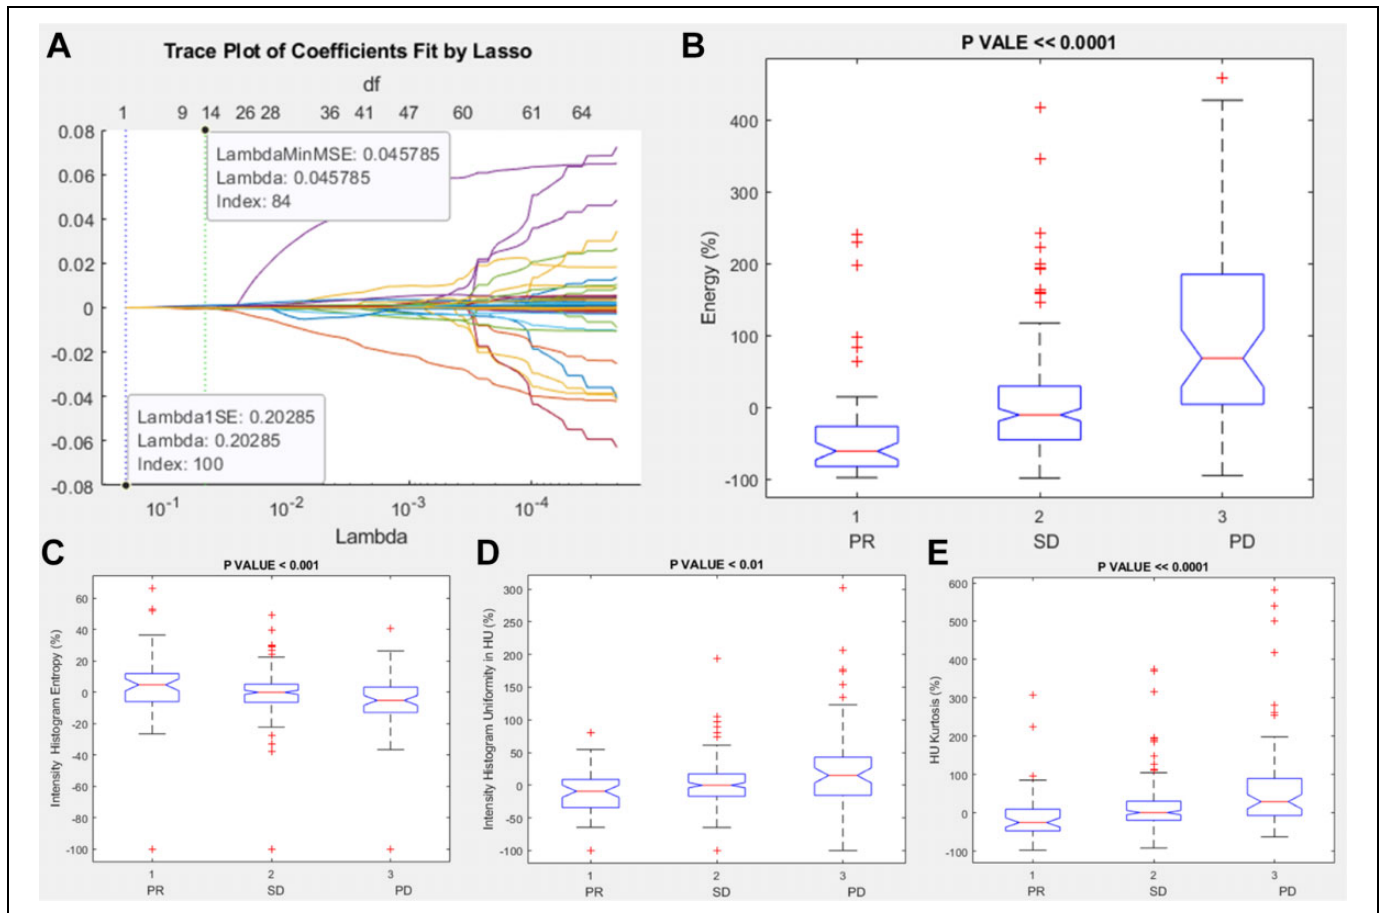 A
Trace Plot of Coefficients Fit by Lasso
df
1 9 14 26 28 36 41 47 60 61 64
0.08
0.06
0.04
0.02
0
-0.02
-0.04
-0.06
-0.08
LambdaMinMSE: 0.045785
Lambda: 0.045785
Index: 84
Lambda1SE: 0.20285
Lambda: 0.20285
Index: 100
10-1 10-2 10-3 10-4
Lambda
B
P VALE << 0.0001
Energy (%)
400
300
200
100
0
-100
1 2 3
PR SD PD
C
P VALUE < 0.001
Intensity Histogram Entropy (%)
60
40
20
0
-20
-40
-60
-80
-100
1 2 3
PR SD PD
D
P VALUE < 0.01
Intensity Histogram Uniformity in HU (%)
300
250
200
150
100
50
0
-50
-100
1 2 3
PR SD PD
E
P VALUE << 0.0001
HU Kurtosis (%)
600
500
400
300
200
100
0
-100
1 2 3
PR SD PD